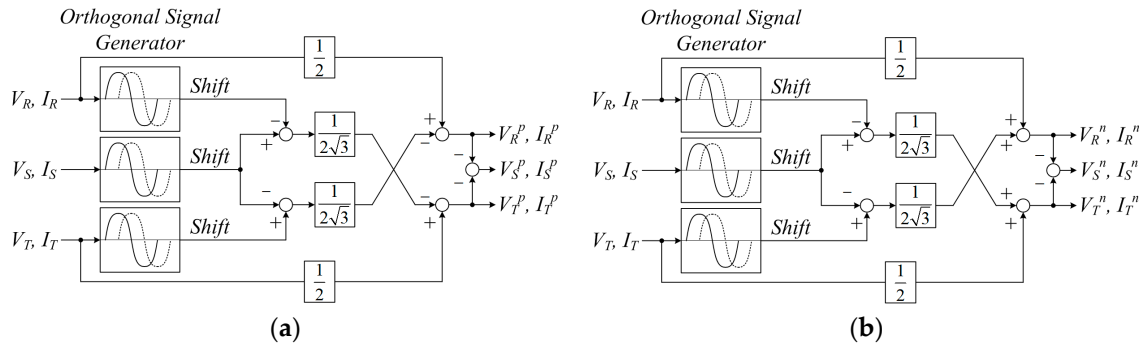 Orthogonal Signal
Generator
1
2
Shift
V_R, I_R
− +
1
2√3
+ −
V_R^p, I_R^p
V_S, I_S
Shift
−
−
V_S^p, I_S^p
− +
1
2√3
− +
V_T^p, I_T^p
Shift
V_T, I_T
1
2
(a)
Orthogonal Signal
Generator
1
2
Shift
V_R, I_R
− +
1
2√3
+ +
V_R^n, I_R^n
V_S, I_S
Shift
−
−
V_S^n, I_S^n
− +
1
2√3
+ +
V_T^n, I_T^n
Shift
V_T, I_T
1
2
(b)